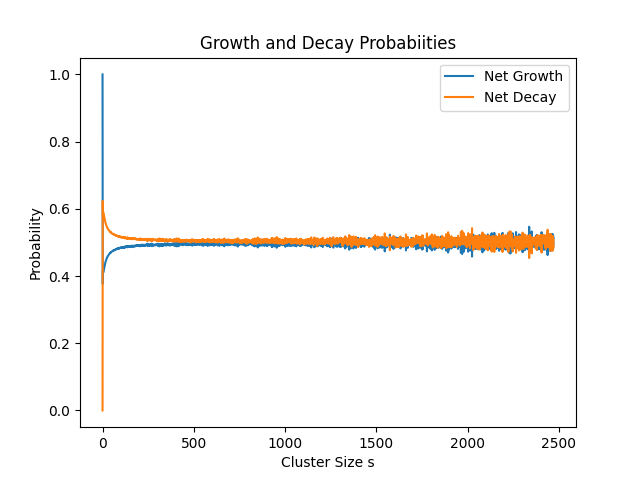 Growth and Decay Probabiities
Net Growth
Net Decay
Probability
1.0
0.8
0.6
0.4
0.2
0.0
0
500
1000
1500
2000
2500
Cluster Size s